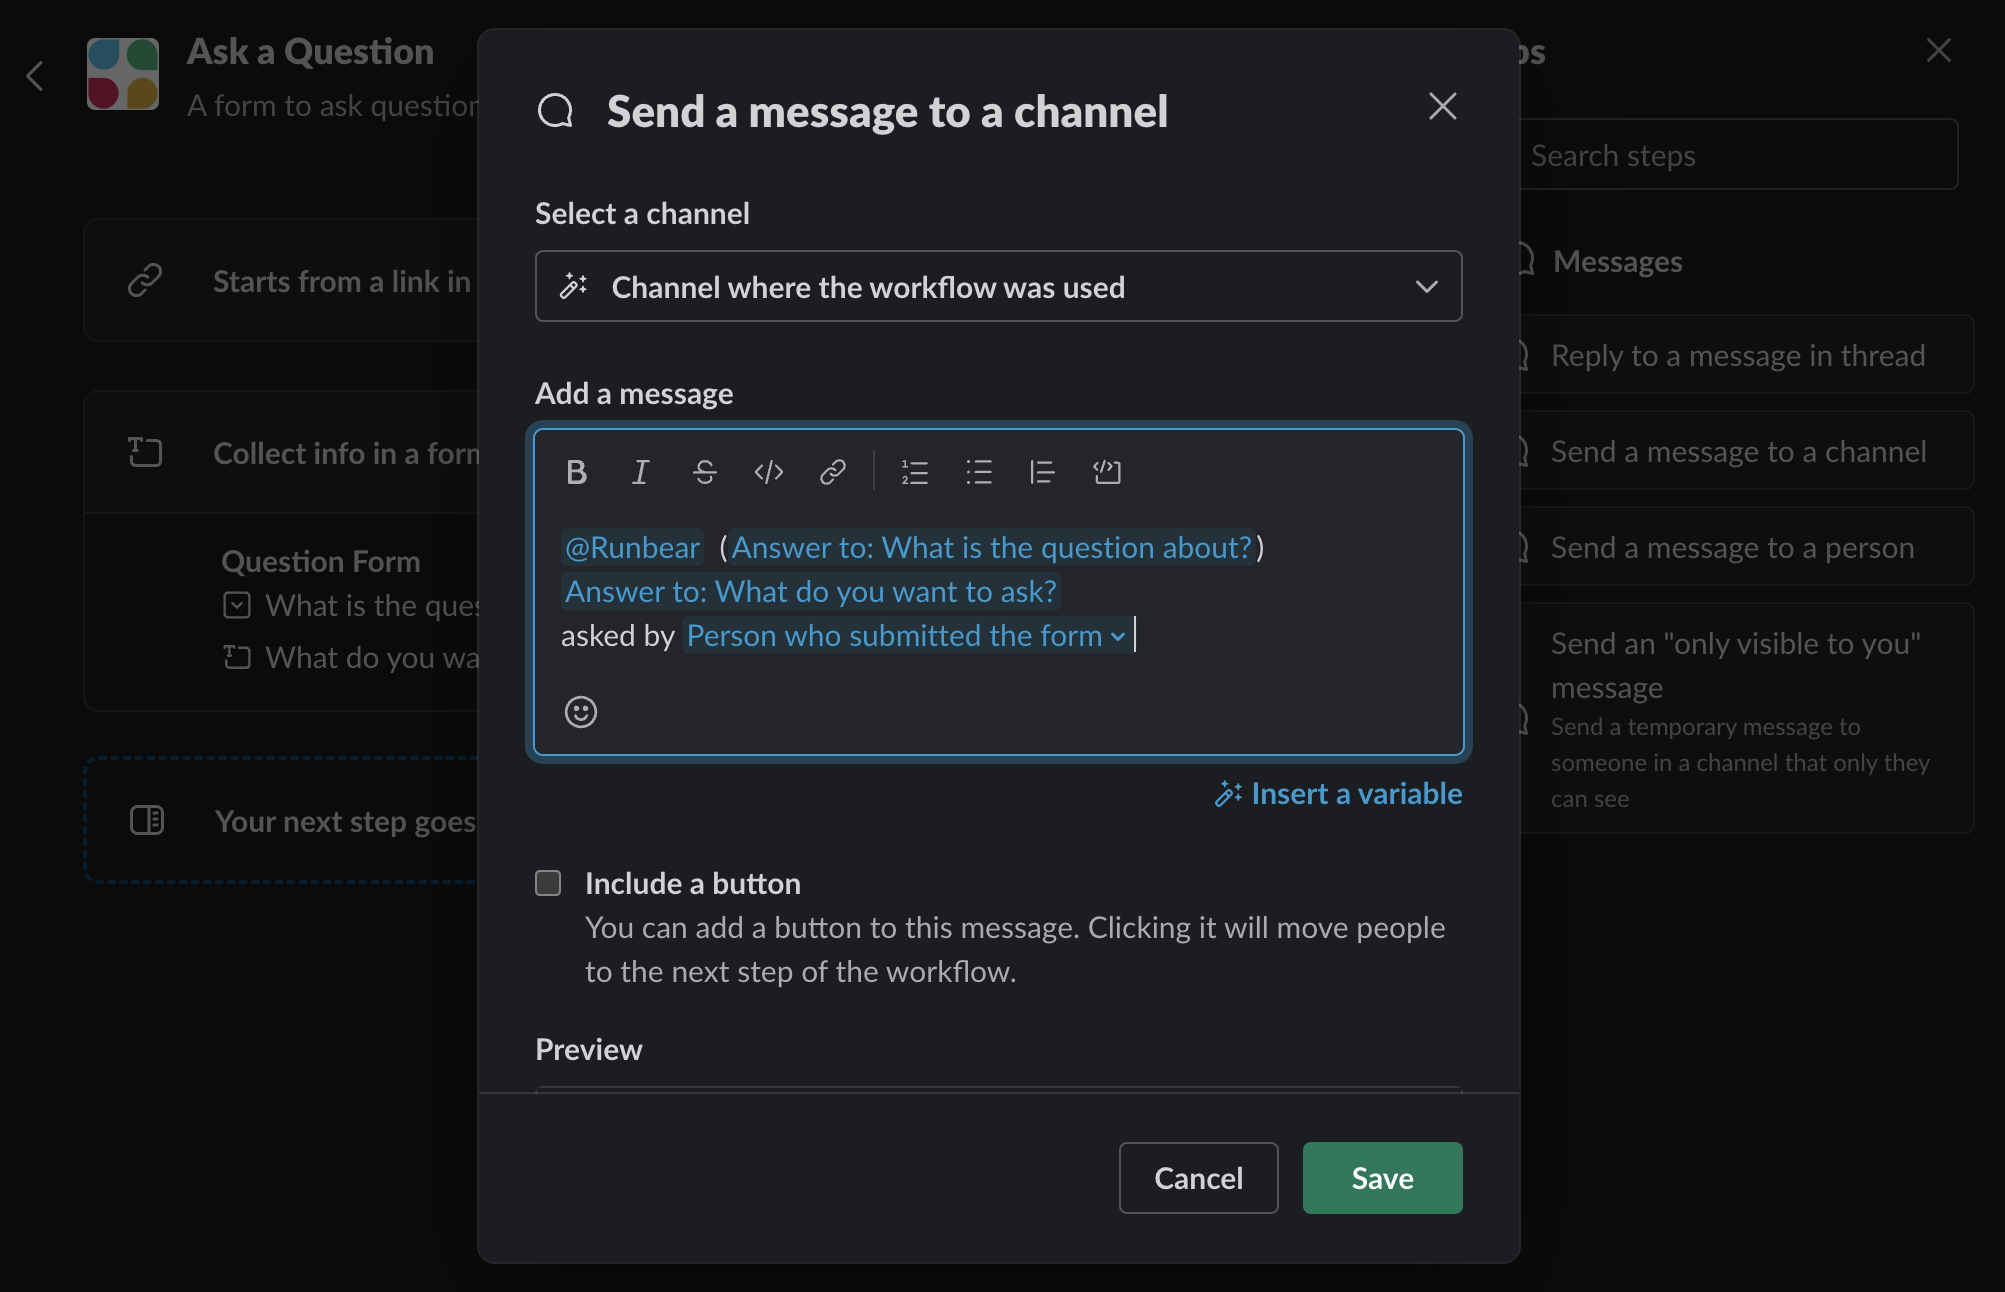 Ask a Question
A form to ask question
Starts from a link in
Collect info in a form
Question Form
What is the ques
What do you wa
Your next step goes
Send a message to a channel
Select a channel
Channel where the workflow was used
Add a message
@Runbear (Answer to: What is the question about?)
Answer to: What do you want to ask?
asked by Person who submitted the form
Insert a variable
Include a button
You can add a button to this message. Clicking it will move people
to the next step of the workflow.
Preview
Cancel
Save
ps
Search steps
Messages
Reply to a message in thread
Send a message to a channel
Send a message to a person
Send an "only visible to you"
message
Send a temporary message to
someone in a channel that only they
can see